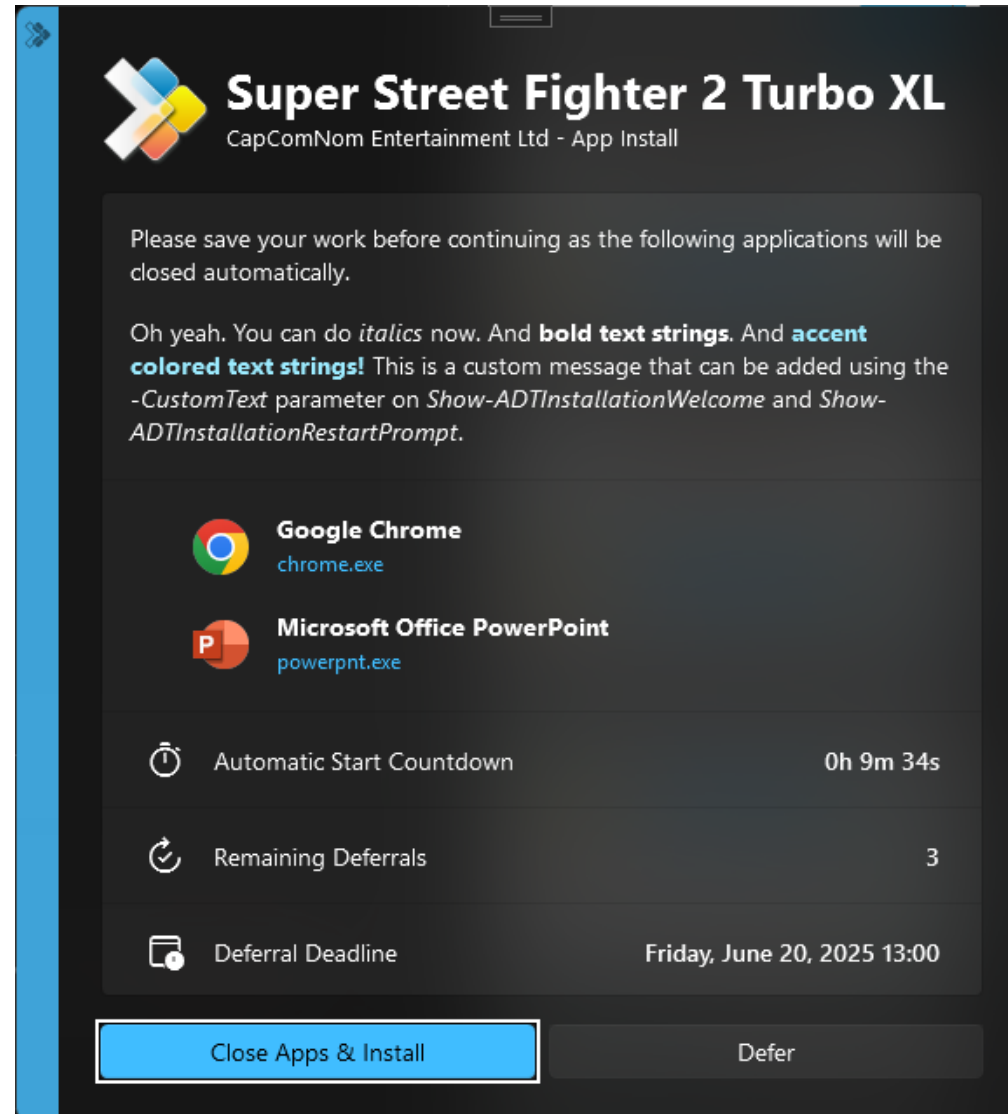 Super Street Fighter 2 Turbo XL
CapComNom Entertainment Ltd - App Install
Please save your work before continuing as the following applications will be
closed automatically.
Oh yeah. You can do italics now. And bold text strings. And accent
colored text strings! This is a custom message that can be added using the
-CustomText parameter on Show-ADTInstallationWelcome and Show-
ADTInstallationRestartPrompt.
Google Chrome
chrome.exe
P
Microsoft Office PowerPoint
powerpnt.exe
Automatic Start Countdown 0h 9m 34s
Remaining Deferrals 3
Deferral Deadline Friday, June 20, 2025 13:00
Close Apps & Install Defer